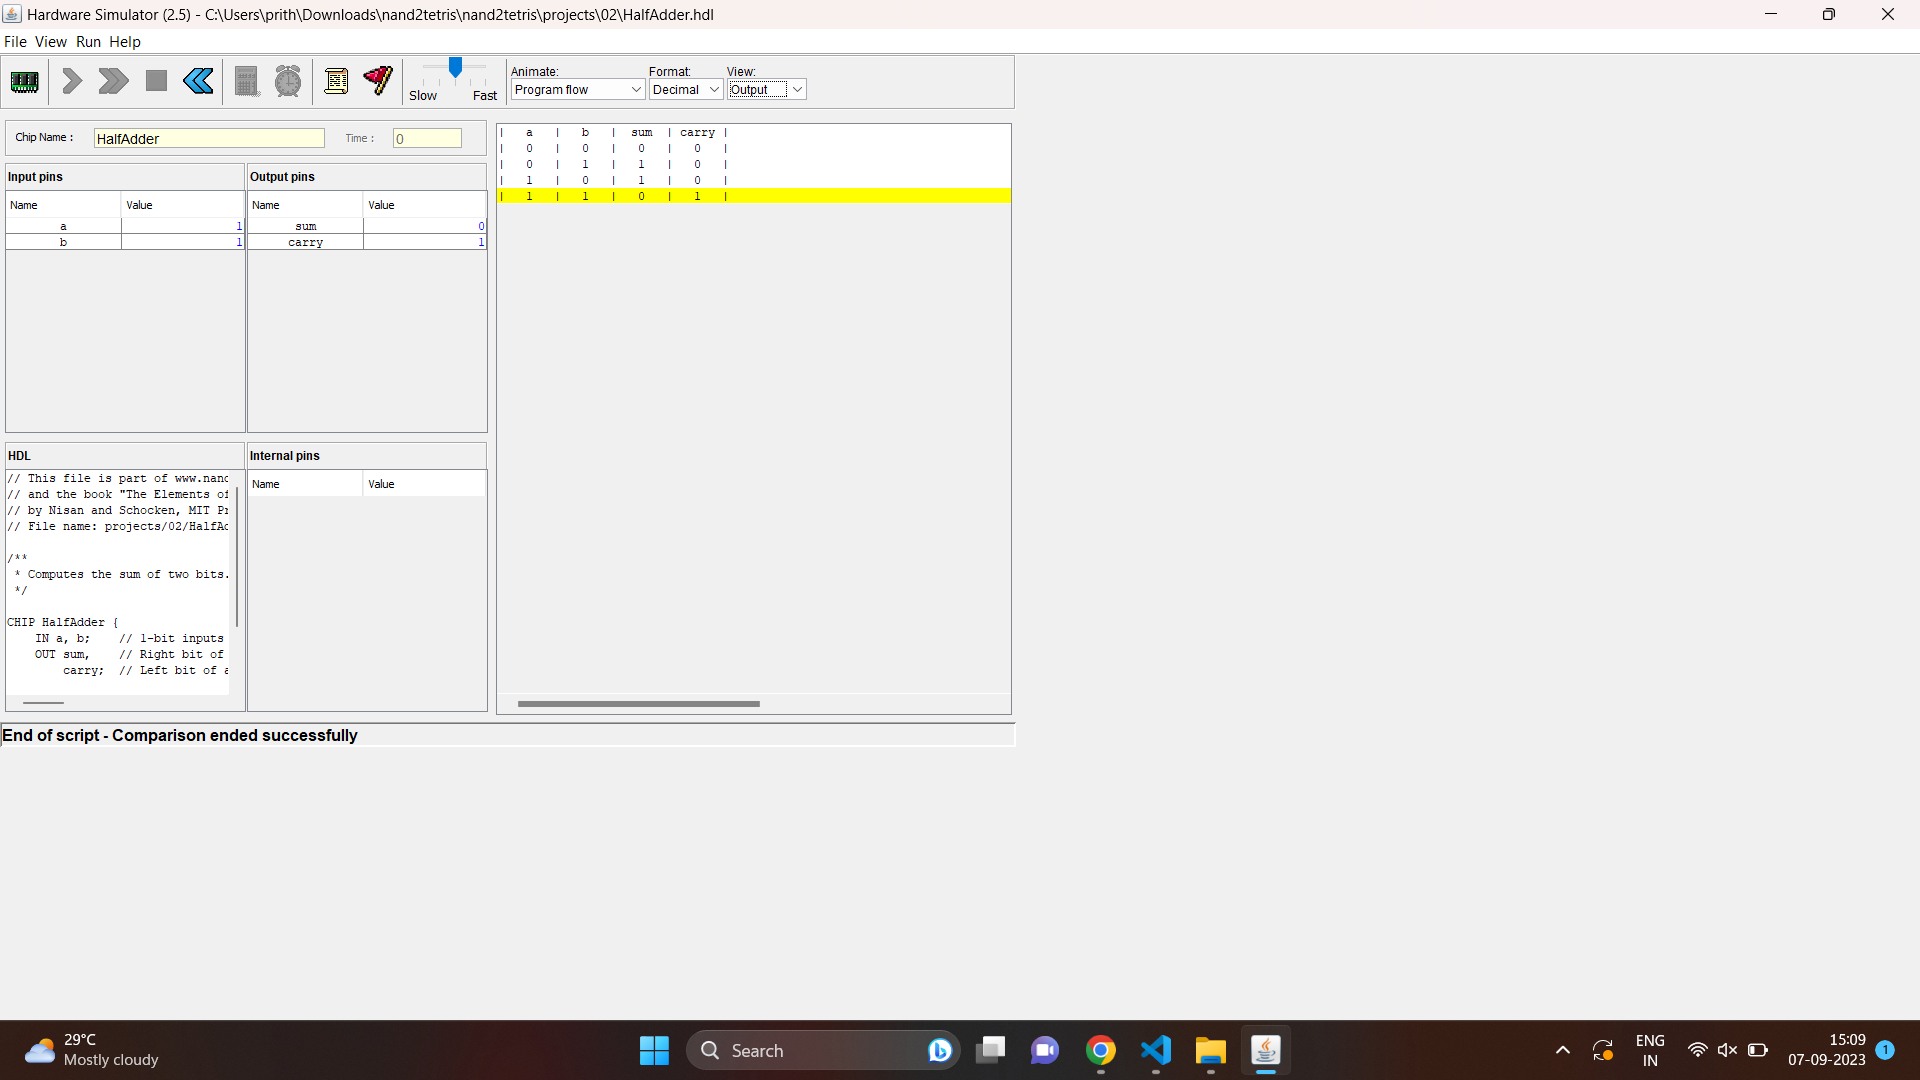 Hardware Simulator (2.5) - C:\Users\prith\Downloads\nand2tetris\nand2tetris\projects\02\HalfAdder.hdl
File View Run Help
Slow Fast
Animate: Format: View:
Program flow Decimal Output
Chip Name : HalfAdder Time : 0
Input pins Output pins
Name Value Name Value
a 1 sum 0
b 1 carry 1
| a | b | sum | carry |
| 0 | 0 | 0 | 0 |
| 0 | 1 | 1 | 0 |
| 1 | 0 | 1 | 0 |
| 1 | 1 | 0 | 1 |
HDL
// This file is part of www.nand
// and the book "The Elements of
// by Nisan and Schocken, MIT Pr
// File name: projects/02/HalfAd
/**
* Computes the sum of two bits.
*/
CHIP HalfAdder {
IN a, b; // 1-bit inputs
OUT sum, // Right bit of
carry; // Left bit of a
Internal pins
Name Value
End of script - Comparison ended successfully
29°C
Mostly cloudy
Search
ENG
IN
15:09
07-09-2023
1